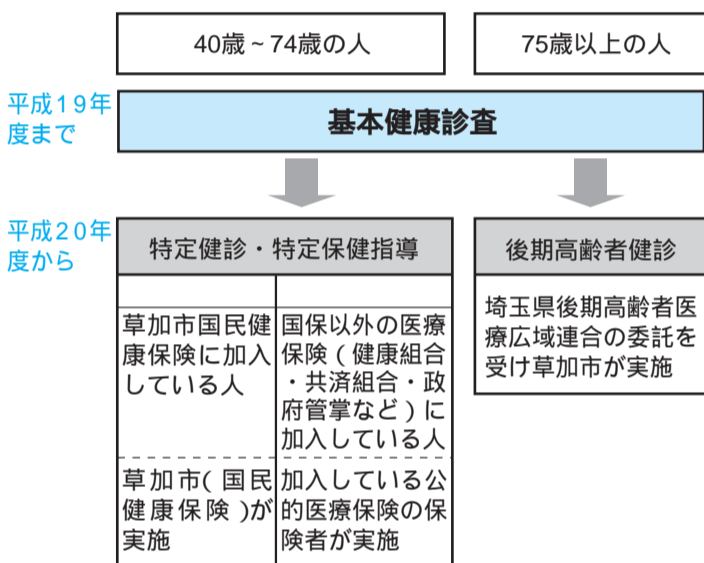 40歳~74歳の人
75歳以上の人
平成19年
度まで
基本健康診査
平成20年
度から
特定健診・特定保健指導
後期高齢者健診
草加市国民健
康保険に加入
している人
国保以外の医療
保険(健康組合
・共済組合・政
府管掌など)に
加入している人
草加市(国民
健康保険)が
実施
加入している公
的医療保険の保
険者が実施
埼玉県後期高齢者医
療広域連合の委託を
受け草加市が実施